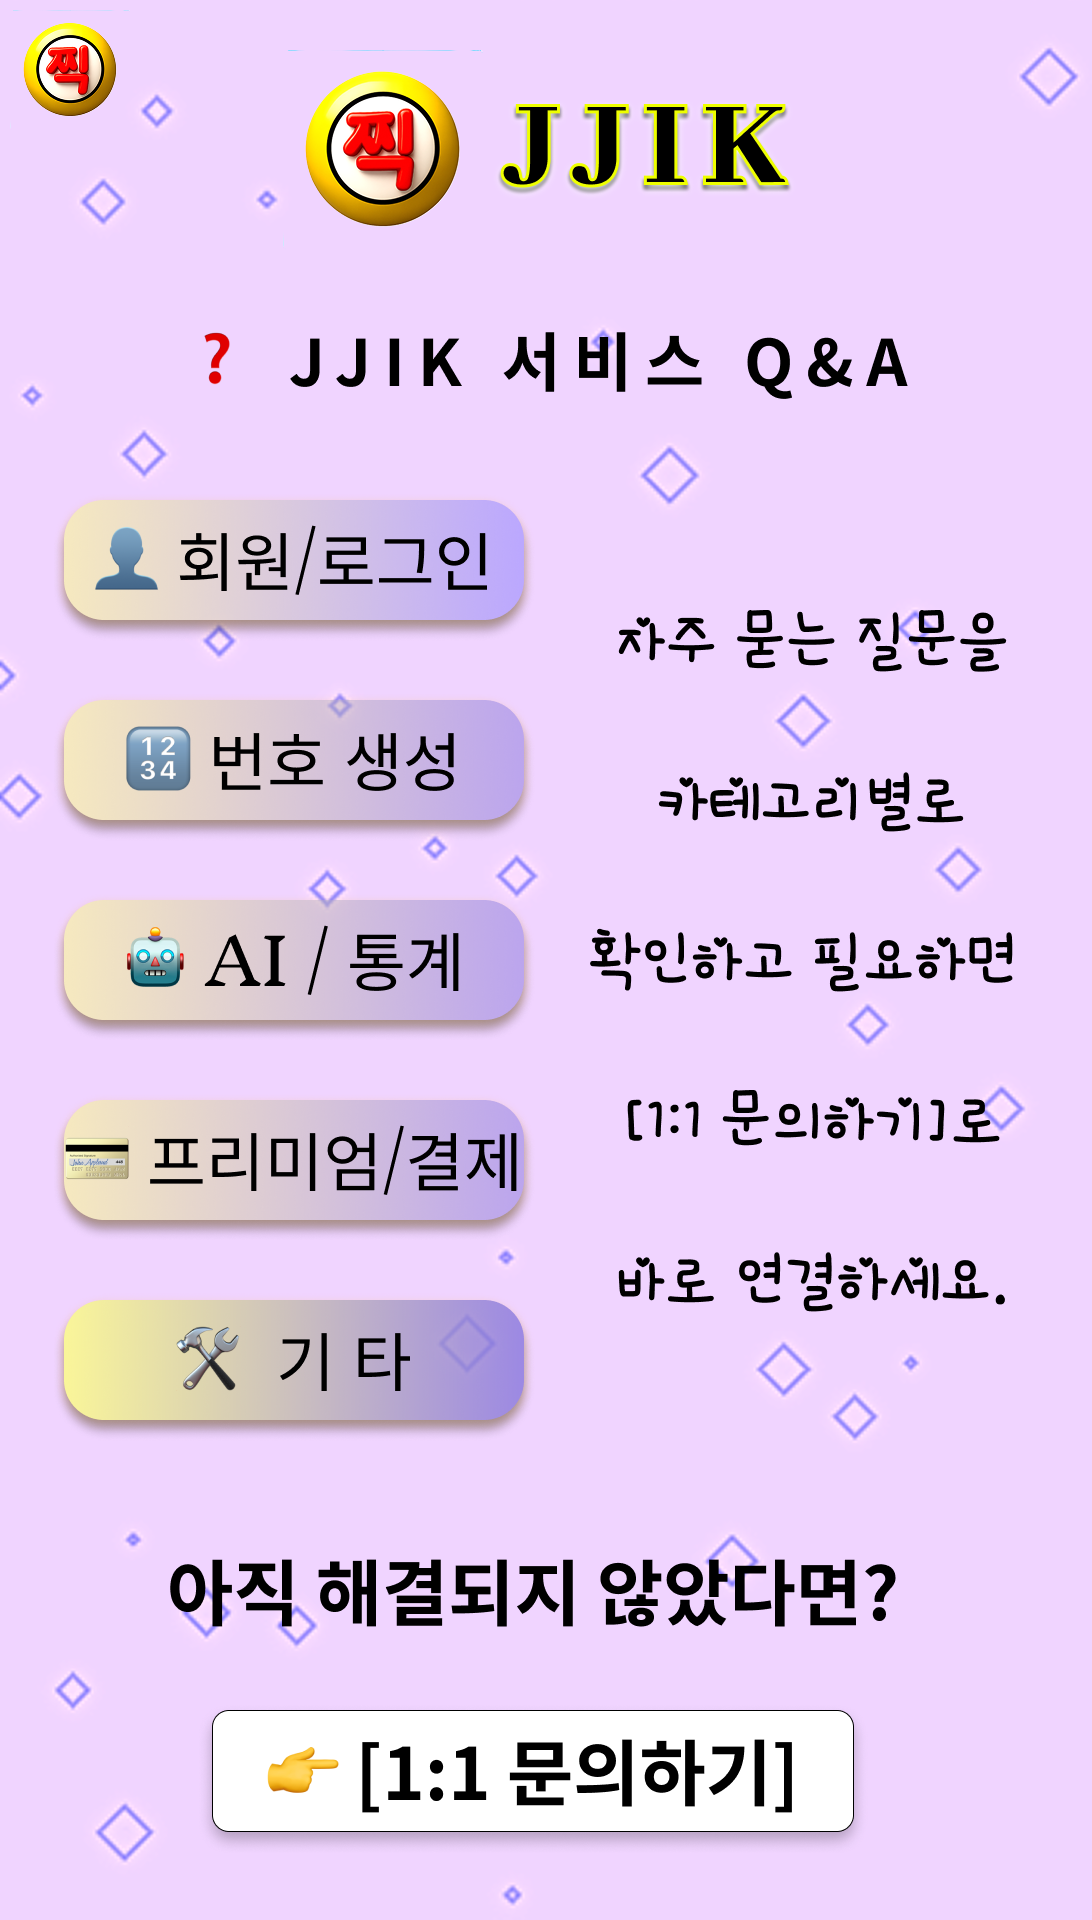 찍
찍 JJIK
❓ JJIK 서비스 Q&A
👤 회원/로그인
🔢 번호 생성
🤖 AI / 통계
💳 프리미엄/결제
🛠 기 타
자주 묻는 질문을
카테고리별로
확인하고 필요하면
[1:1 문의하기]로
바로 연결하세요.
아직 해결되지 않았다면?
👉 [1:1 문의하기]